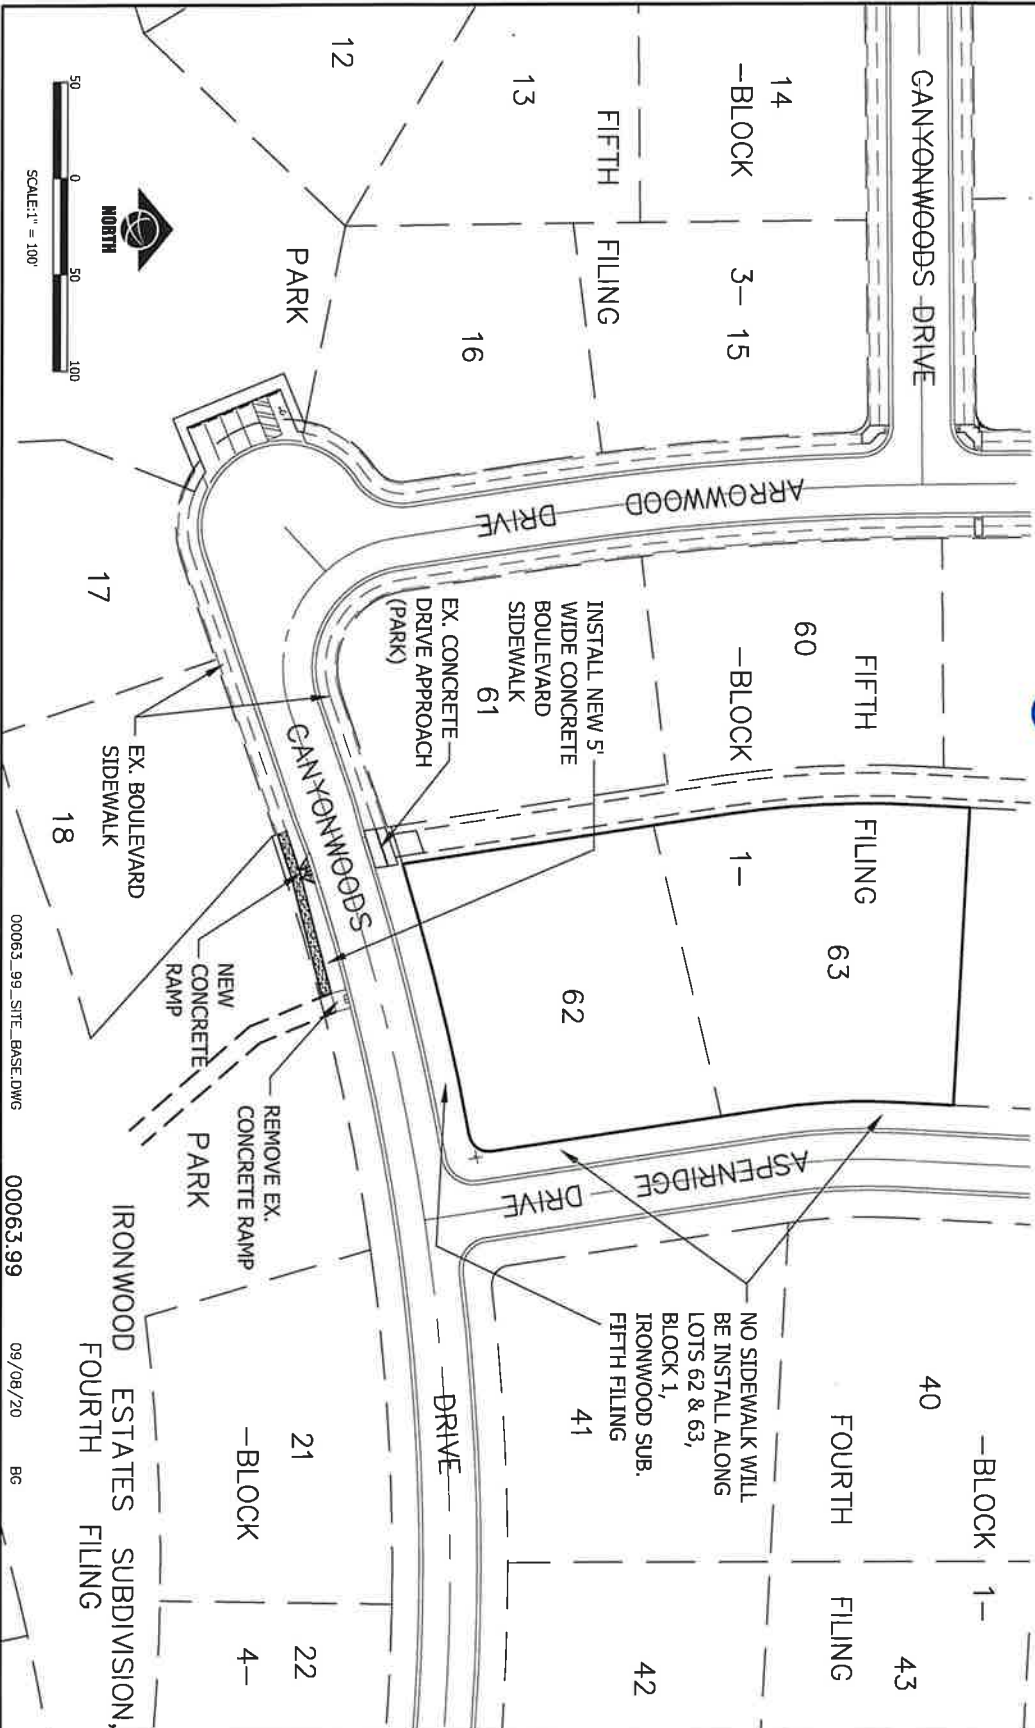 CANYONWOODS DRIVE
14
-BLOCK
3-
15
FIFTH
FILING
13
12
16
PARK
50
0
50
100
SCALE:1" = 100'
NORTH
ARROWWOOD
DRIVE
17
18
60
FIFTH
-BLOCK
1-
FILING
61
INSTALL NEW 5'
WIDE CONCRETE
BOULEVARD
SIDEWALK
EX. CONCRETE
DRIVE APPROACH
(PARK)
63
62
CANYONWOODS
DRIVE
EX. BOULEVARD
SIDEWALK
NEW
CONCRETE
RAMP
REMOVE EX.
CONCRETE RAMP
PARK
ASPENRIDGE
DRIVE
NO SIDEWALK WILL
BE INSTALL ALONG
LOTS 62 & 63,
BLOCK 1,
IRONWOOD SUB.
FIFTH FILING
40
-BLOCK
1-
FOURTH
FILING
41
42
43
21
-BLOCK
4-
22
IRONWOOD ESTATES SUBDIVISION,
FOURTH FILING
00063_99_SITE_BASE.DWG
00063.99
09/08/20
BG